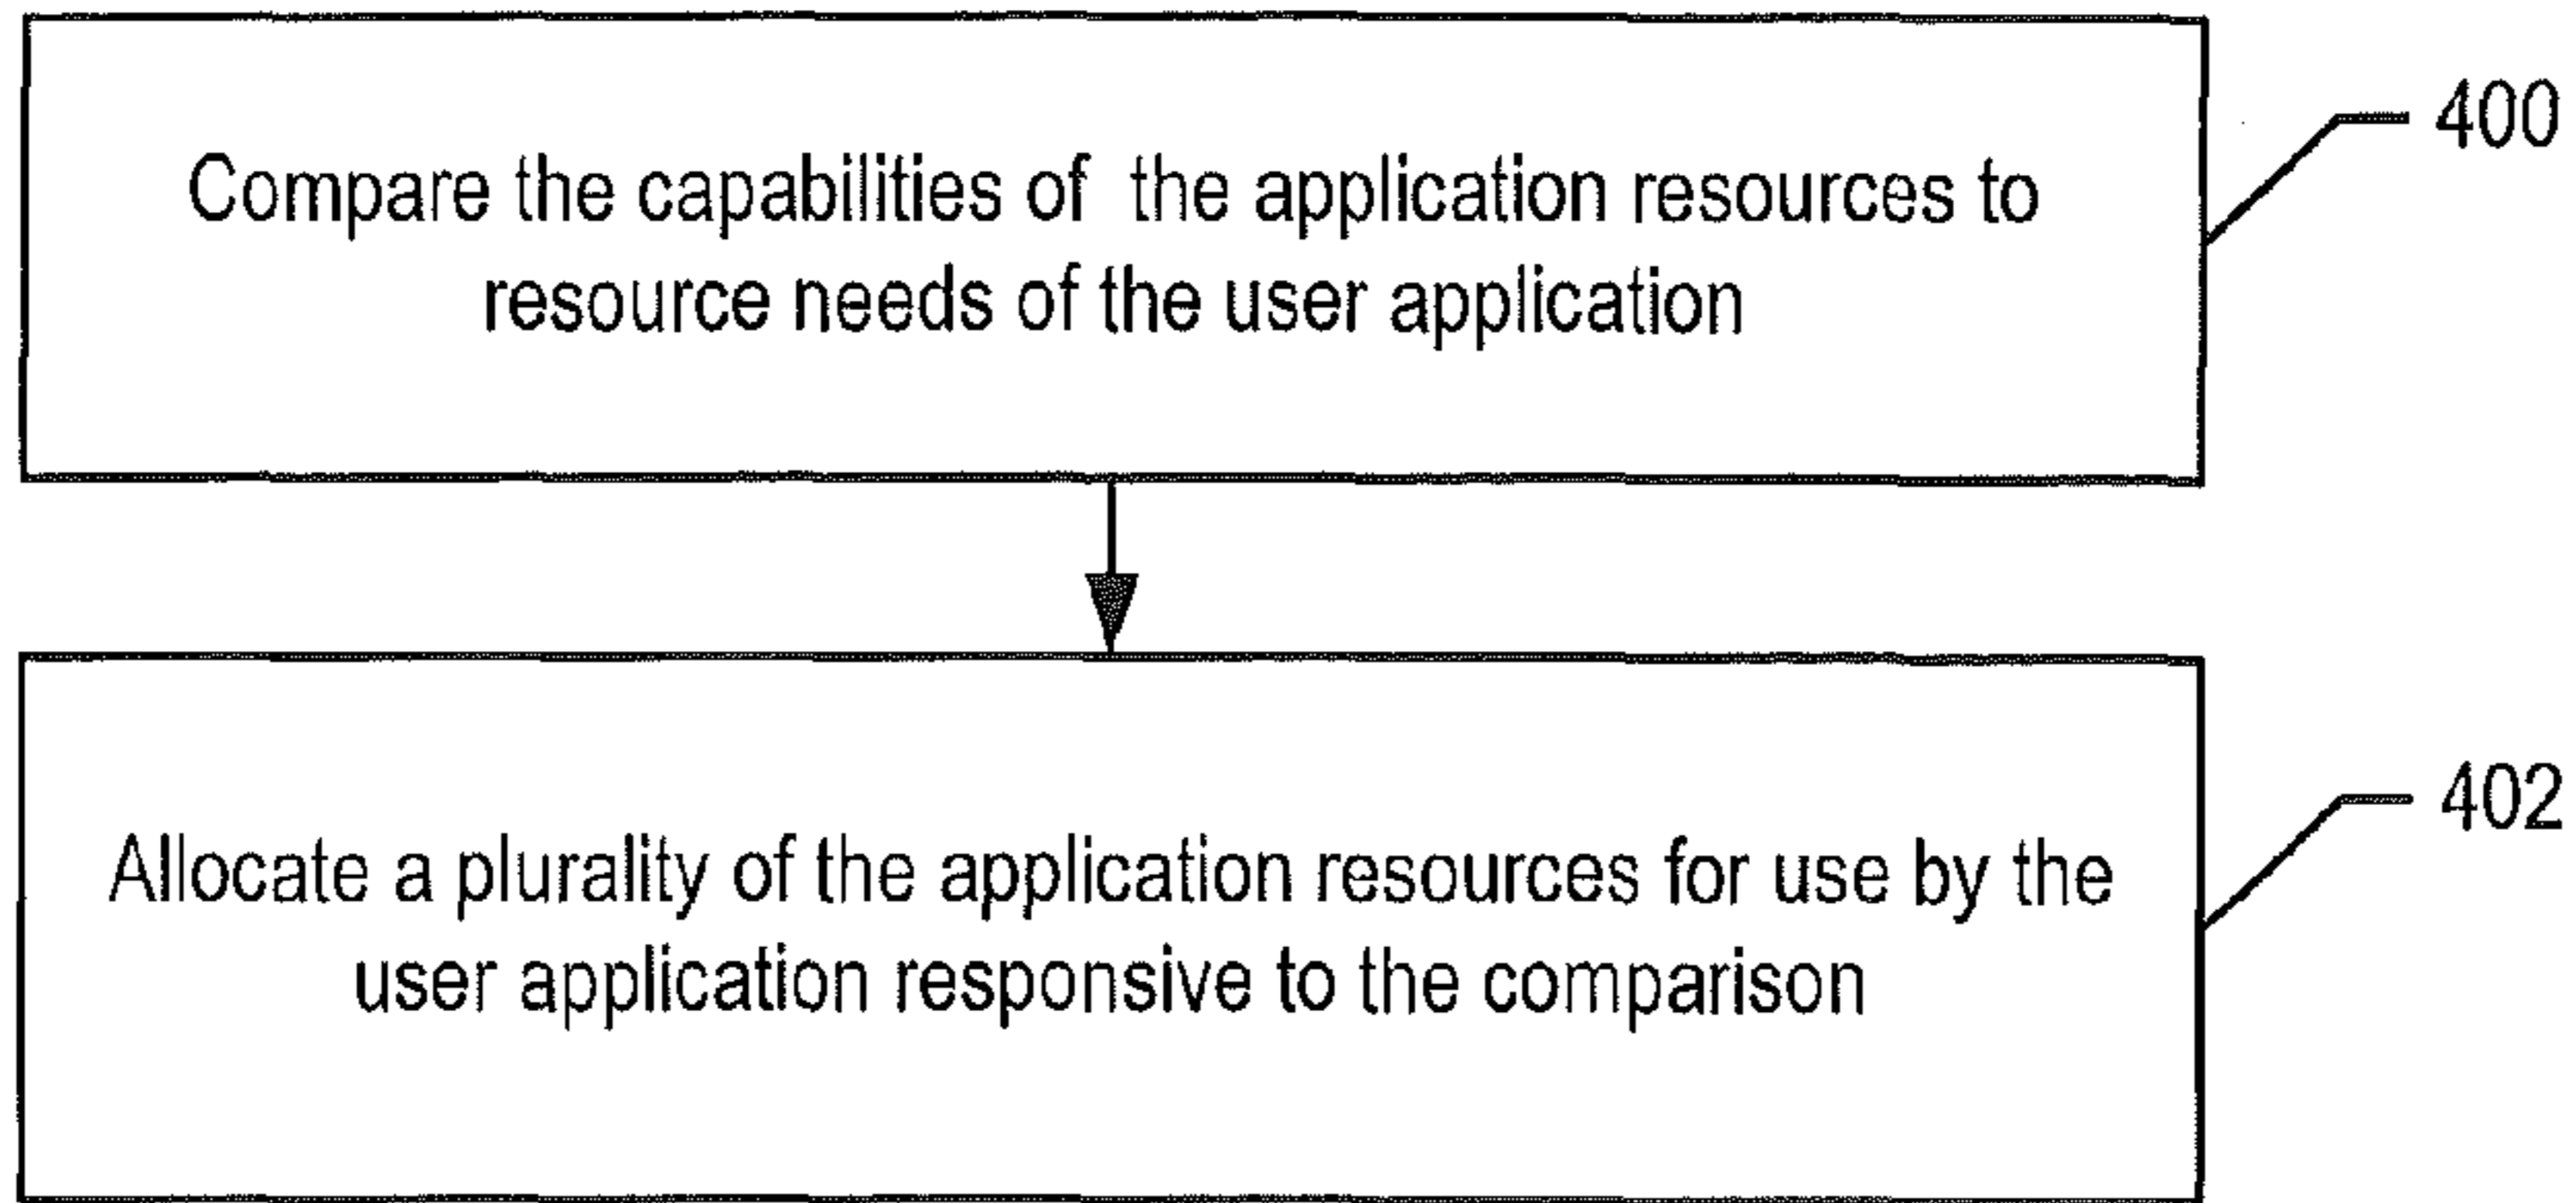 Compare the capabilities of the application resources to
resource needs of the user application
400
Allocate a plurality of the application resources for use by the
user application responsive to the comparison
402